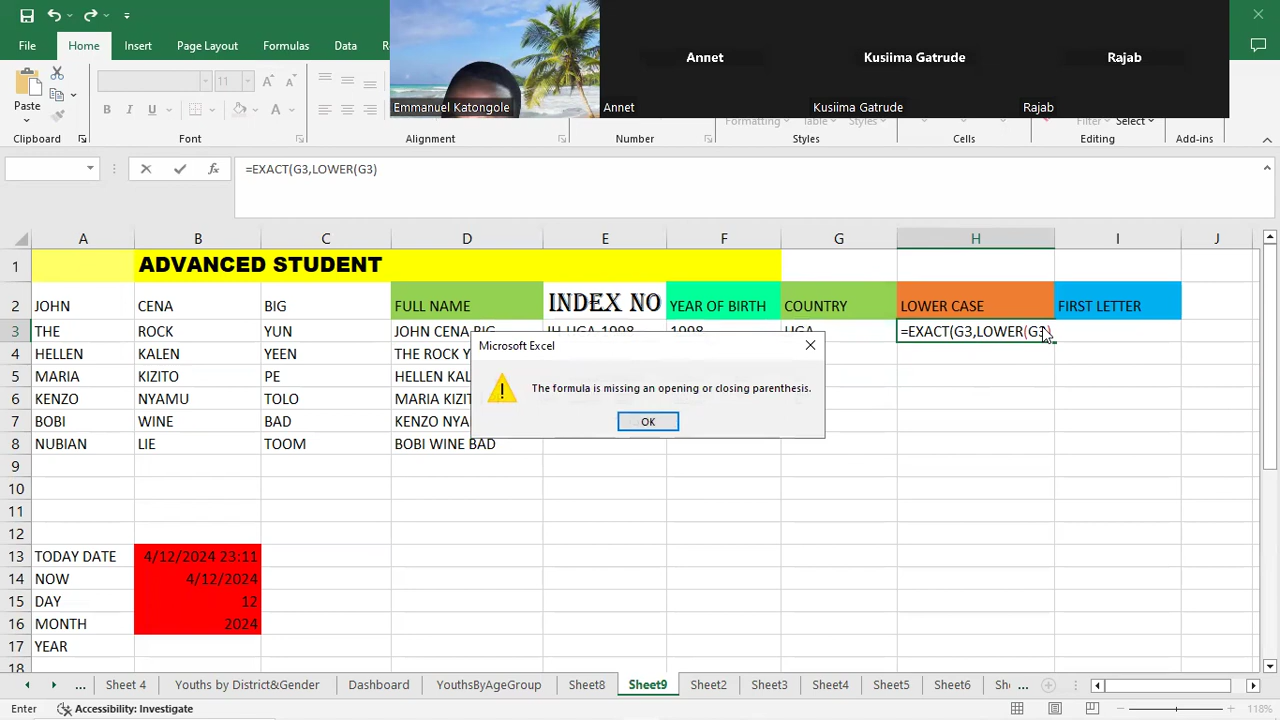 File
Home
Insert
Page Layout
Formulas
Data
Emmanuel Katongole
Annet
Annet
Kusiima Gatrude
Kusiima Gatrude
Rajab
Rajab
11
Paste
Clipboard
Font
Alignment
Number
Formatting
Table
Styles
Styles
Cells
Filter
Select
Editing
Add-ins
=EXACT(G3,LOWER(G3)
A B C D E F G H I J
1 ADVANCED STUDENT
2 JOHN CENA BIG FULL NAME INDEX NO YEAR OF BIRTH COUNTRY LOWER CASE FIRST LETTER
3 THE ROCK YUN JOHN CENA BIG JH-UGA-1998 1998 UGA =EXACT(G3,LOWER(G3)
4 HELLEN KALEN YEEN THE ROCK Y
5 MARIA KIZITO PE HELLEN KAL
6 KENZO NYAMU TOLO MARIA KIZIT
7 BOBI WINE BAD KENZO NYA
8 NUBIAN LIE TOOM BOBI WINE BAD
Microsoft Excel
The formula is missing an opening or closing parenthesis.
OK
9
10
11
12
13 TODAY DATE 4/12/2024 23:11
14 NOW 4/12/2024
15 DAY 12
16 MONTH 2024
17 YEAR
18
... Sheet 4 Youths by District&Gender Dashboard YouthsByAgeGroup Sheet8 Sheet9 Sheet2 Sheet3 Sheet4 Sheet5 Sheet6 Sh ...
Enter Accessibility: Investigate 118%